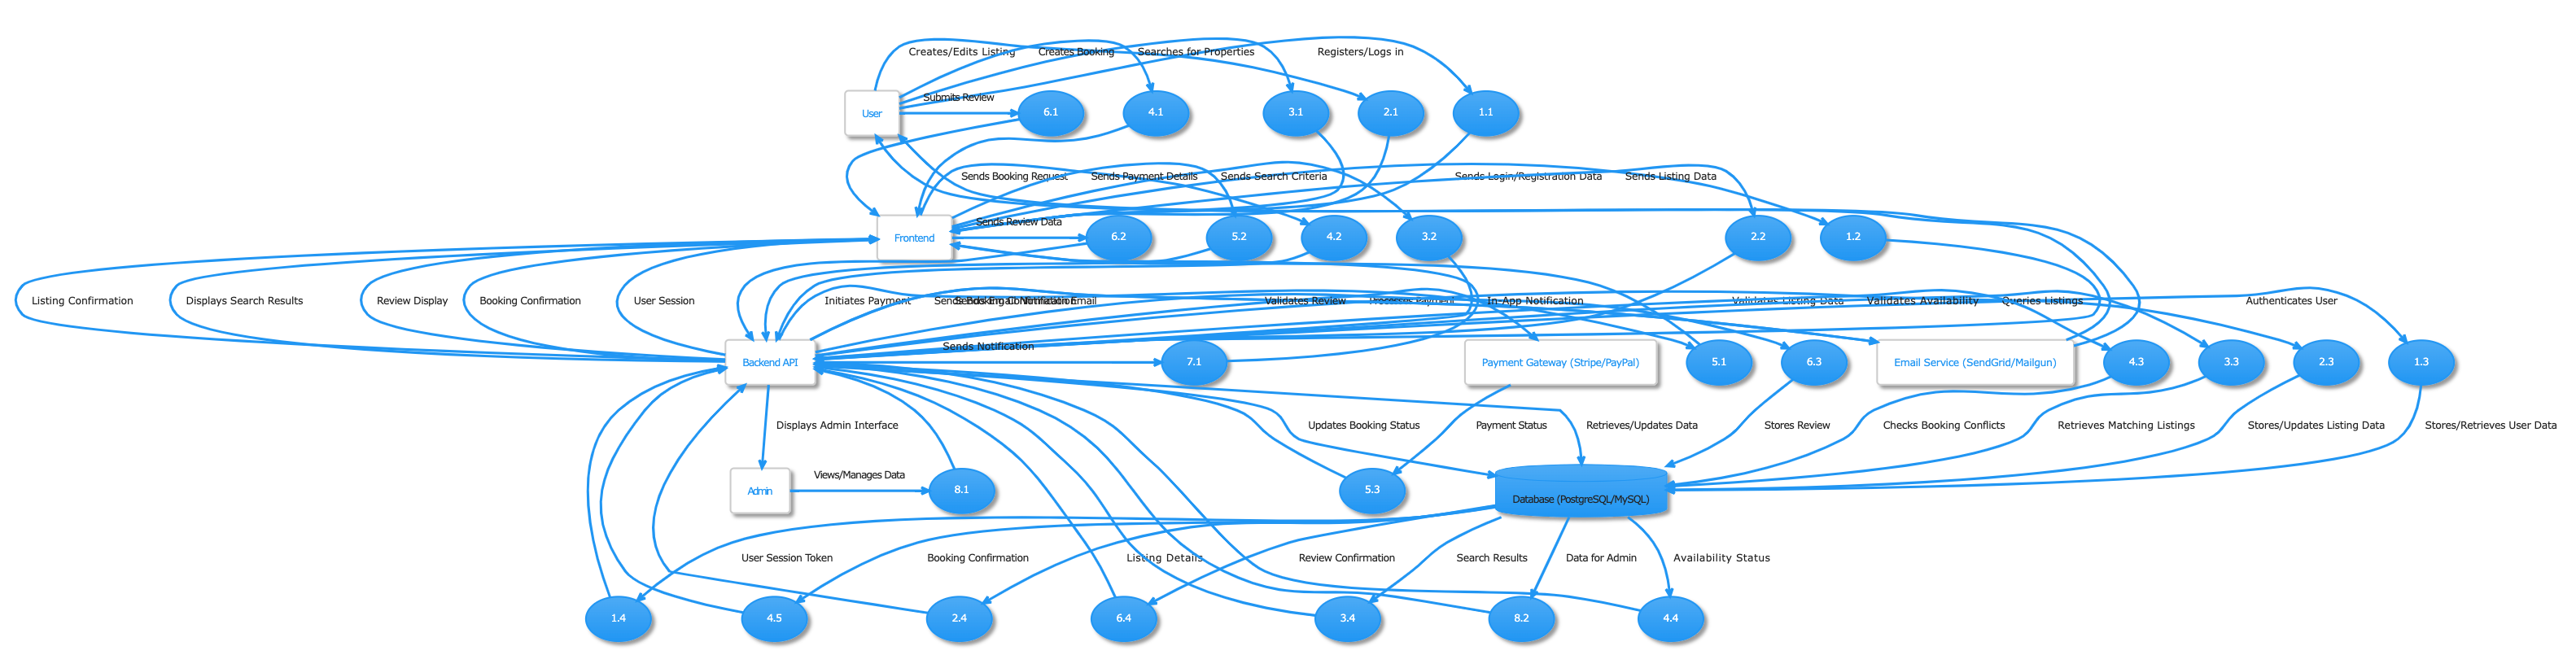 Creates/Edits Listing
Creates Booking
Searches for Properties
Registers/Logs in
Submits Review
User
6.1
4.1
3.1
2.1
1.1
Sends Booking Request
Sends Payment Details
Sends Search Criteria
Sends Login/Registration Data
Sends Listing Data
Sends Review Data
Frontend
6.2
5.2
4.2
3.2
2.2
1.2
Listing Confirmation
Displays Search Results
Review Display
Booking Confirmation
User Session
Initiates Payment
Validates Review
Processes Payment
In-App Notification
Validates Listing Data
Validates Availability
Queries Listings
Authenticates User
Sends Notification
Backend API
7.1
Payment Gateway (Stripe/PayPal)
5.1
6.3
Email Service (SendGrid/Mailgun)
4.3
3.3
2.3
1.3
Displays Admin Interface
Updates Booking Status
Payment Status
Retrieves/Updates Data
Stores Review
Checks Booking Conflicts
Retrieves Matching Listings
Stores/Updates Listing Data
Stores/Retrieves User Data
Views/Manages Data
Admin
8.1
5.3
Database (PostgreSQL/MySQL)
User Session Token
Booking Confirmation
Listing Details
Review Confirmation
Search Results
Data for Admin
Availability Status
1.4
4.5
2.4
6.4
3.4
8.2
4.4